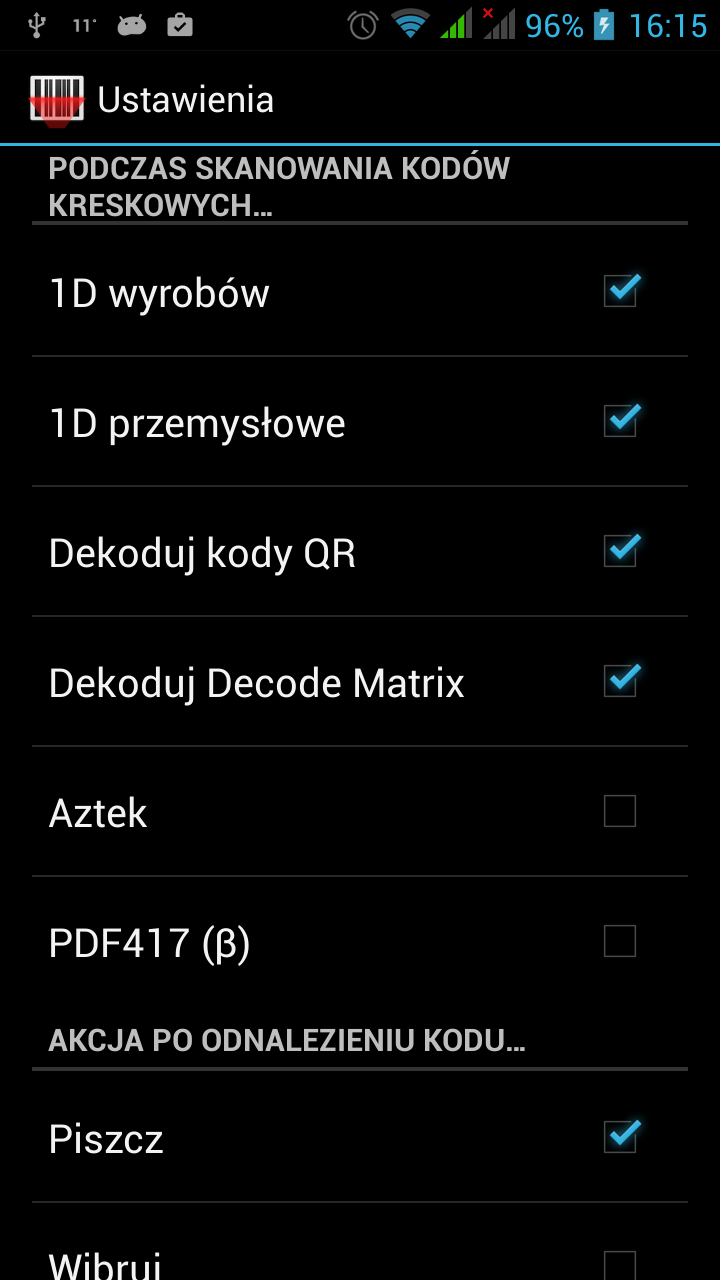 11°
96%
16:15
Ustawienia
PODCZAS SKANOWANIA KODÓW
KRESKOWYCH…
1D wyrobów
1D przemysłowe
Dekoduj kody QR
Dekoduj Decode Matrix
Aztek
PDF417 (β)
AKCJA PO ODNALEZIENIU KODU…
Piszcz
Wibruj